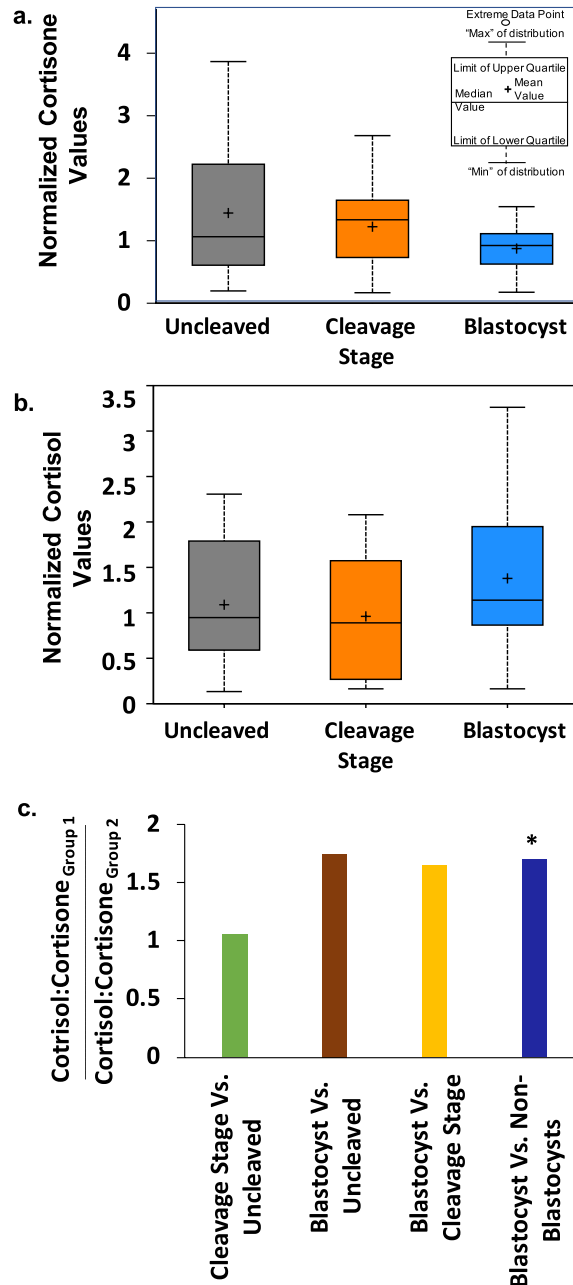 a.
Normalized Cortisone
Values
4
3
2
1
0
Extreme Data Point
“Max” of distribution
Limit of Upper Quartile
Mean
Value
Median
Value
Limit of Lower Quartile
“Min” of distribution
Uncleaved
Cleavage
Stage
Blastocyst
b.
Normalized Cortisol
Values
3.5
3
2.5
2
1.5
1
0.5
0
Uncleaved
Cleavage
Stage
Blastocyst
c.
Cotrisol:Cortisone Group 1
Cortisol:Cortisone Group 2
2
1.5
1
0.5
0
*
Cleavage Stage Vs.
Uncleaved
Blastocyst Vs.
Uncleaved
Blastocyst Vs.
Cleavage Stage
Blastocyst Vs. Non-
Blastocysts